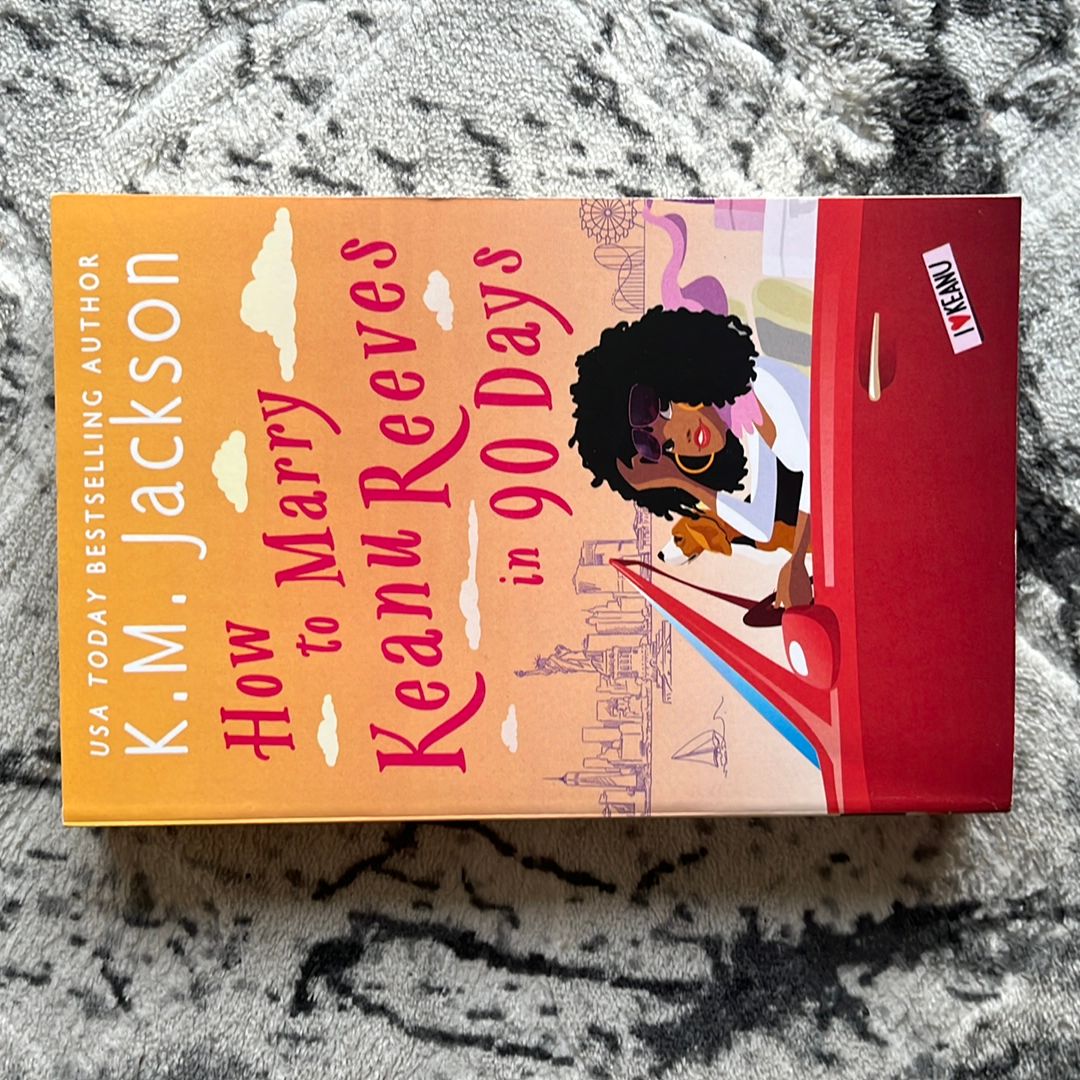 USA TODAY BESTSELLING AUTHOR
K.M. Jackson
How
to Marry
Keanu Reeves
in 90 Days
I ♥ KEANU